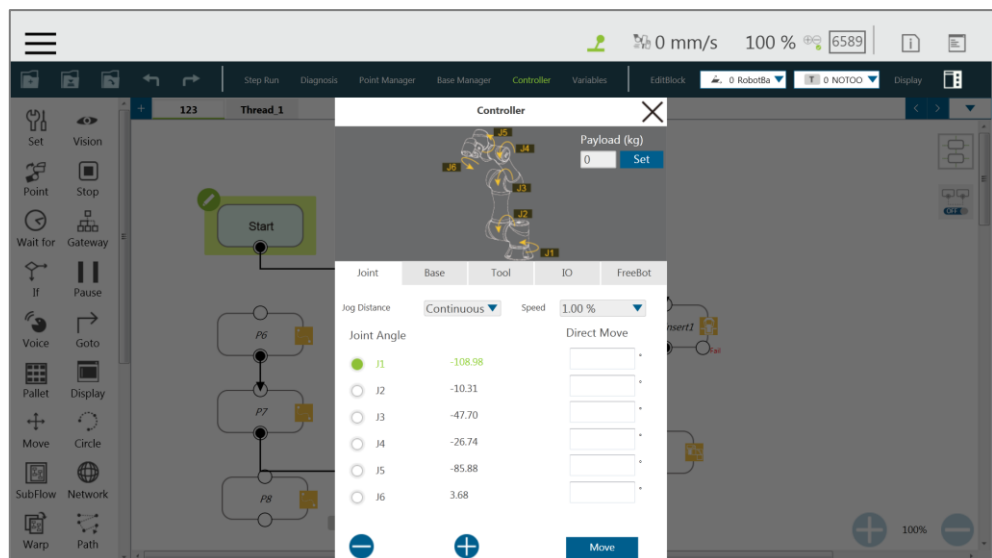 0 mm/s 100 % 6589
Step Run Diagnosis Point Manager Base Manager Controller Variables EditBlock 0 RobotBa T 0 NOTOO Display
+ 123 Thread_1 < >
Set Vision
Point Stop
Wait for Gateway
If Pause
Voice Goto
Pallet Display
Move Circle
SubFlow Network
Warp Path
Start
P6
P7
P8
Controller
Payload (kg)
0 Set
J5
J4
J6
J3
J2
J1
Joint Base Tool IO FreeBot
Jog Distance Continuous Speed 1.00 %
Joint Angle Direct Move
J1 -108.98 °
J2 -10.31 °
J3 -47.70 °
J4 -26.74 °
J5 -85.88 °
J6 3.68 °
Move
nsert1
Fail
OFF
100%